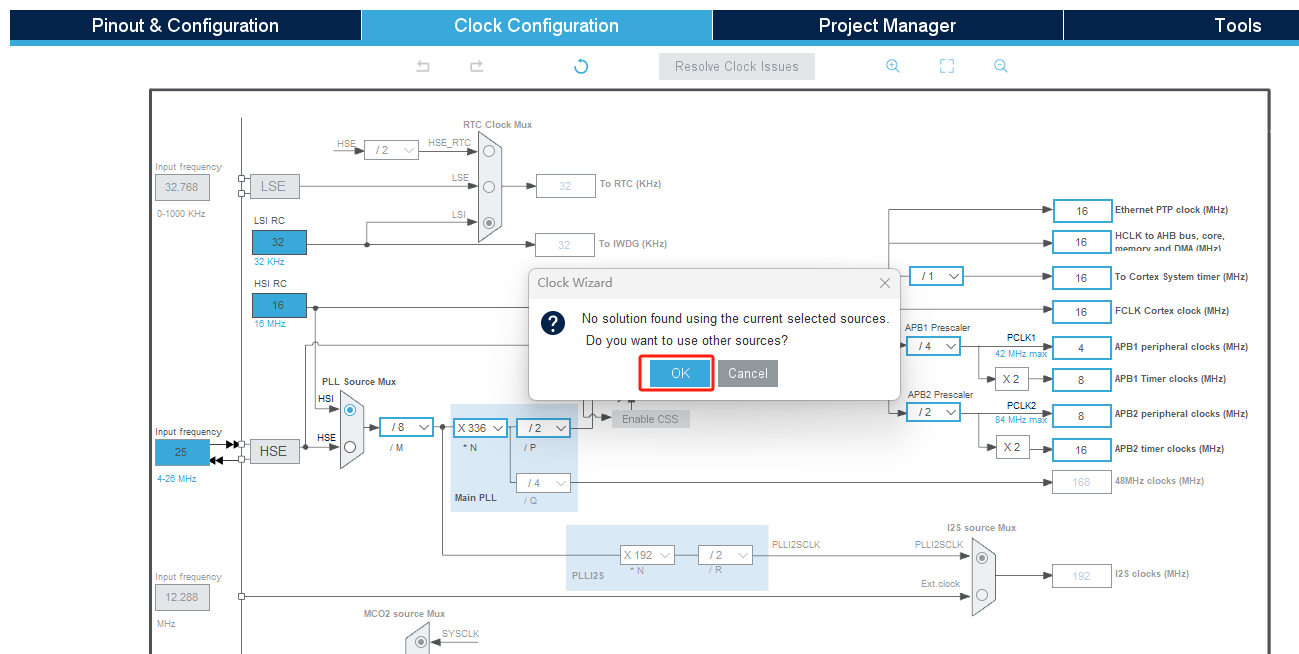 Pinout & Configuration
Clock Configuration
Project Manager
Tools
Resolve Clock Issues
RTC Clock Mux
HSE
/ 2
HSE_RTC
Input frequency
32.768
0-1000 KHz
LSE
LSE
32
To RTC (KHz)
LSI RC
32
32 KHz
LSI
32
To IWDG (KHz)
HSI RC
16
16 MHz
16
Ethernet PTP clock (MHz)
16
HCLK to AHB bus, core,
memory and DMA (MHz)
/ 1
16
To Cortex System timer (MHz)
16
FCLK Cortex clock (MHz)
Clock Wizard
No solution found using the current selected sources.
Do you want to use other sources?
OK
Cancel
APB1 Prescaler
/ 4
PCLK1
42 MHz max
4
APB1 peripheral clocks (MHz)
X 2
8
APB1 Timer clocks (MHz)
APB2 Prescaler
/ 2
PCLK2
84 MHz max
8
APB2 peripheral clocks (MHz)
X 2
16
APB2 timer clocks (MHz)
PLL Source Mux
HSI
HSE
Input frequency
25
4-26 MHz
HSE
/ 8
/ M
X 336
* N
/ 2
/ P
Enable CSS
/ 4
/ Q
Main PLL
168
48MHz clocks (MHz)
PLLI2S
X 192
* N
/ 2
/ R
PLLI2SCLK
I2S source Mux
PLLI2SCLK
Ext.clock
192
I2S clocks (MHz)
Input frequency
12.288
MHz
MCO2 source Mux
SYSCLK